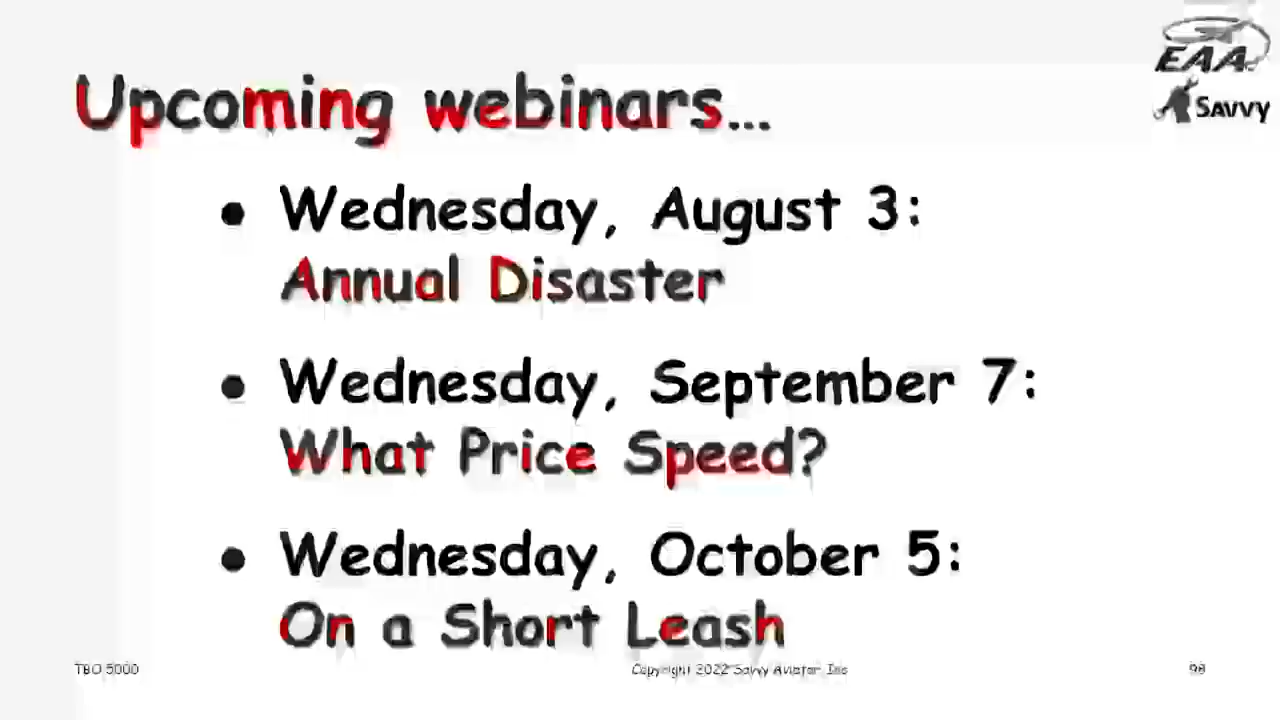 EAA
SAVVY
Upcoming webinars...
• Wednesday, August 3:
Annual Disaster
• Wednesday, September 7:
What Price Speed?
• Wednesday, October 5:
On a Short Leash
TBO 5000
Copyright 2022 Savvy Aviator, Inc